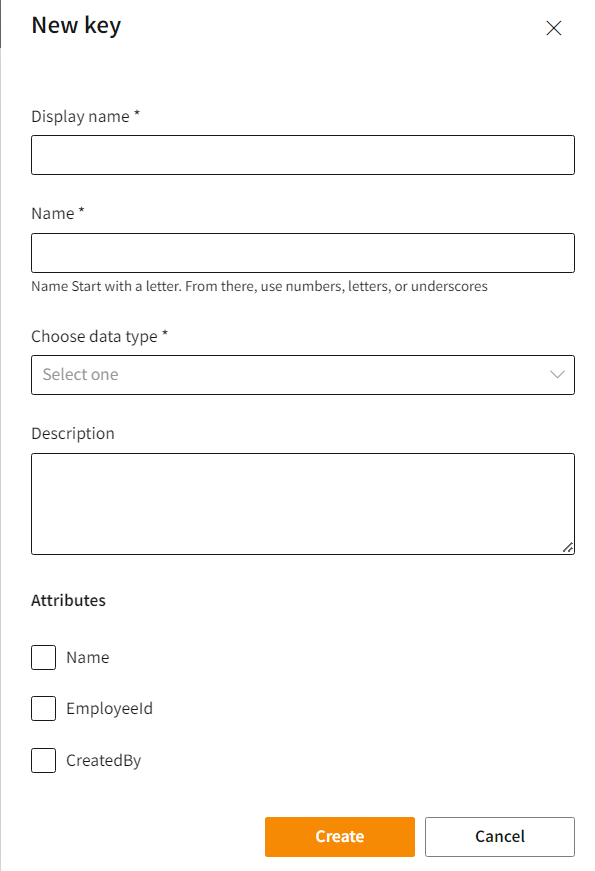 New key
Display name *
Name *
Name Start with a letter. From there, use numbers, letters, or underscores
Choose data type *
Select one
Description
Attributes
Name
EmployeeId
CreatedBy
Create Cancel